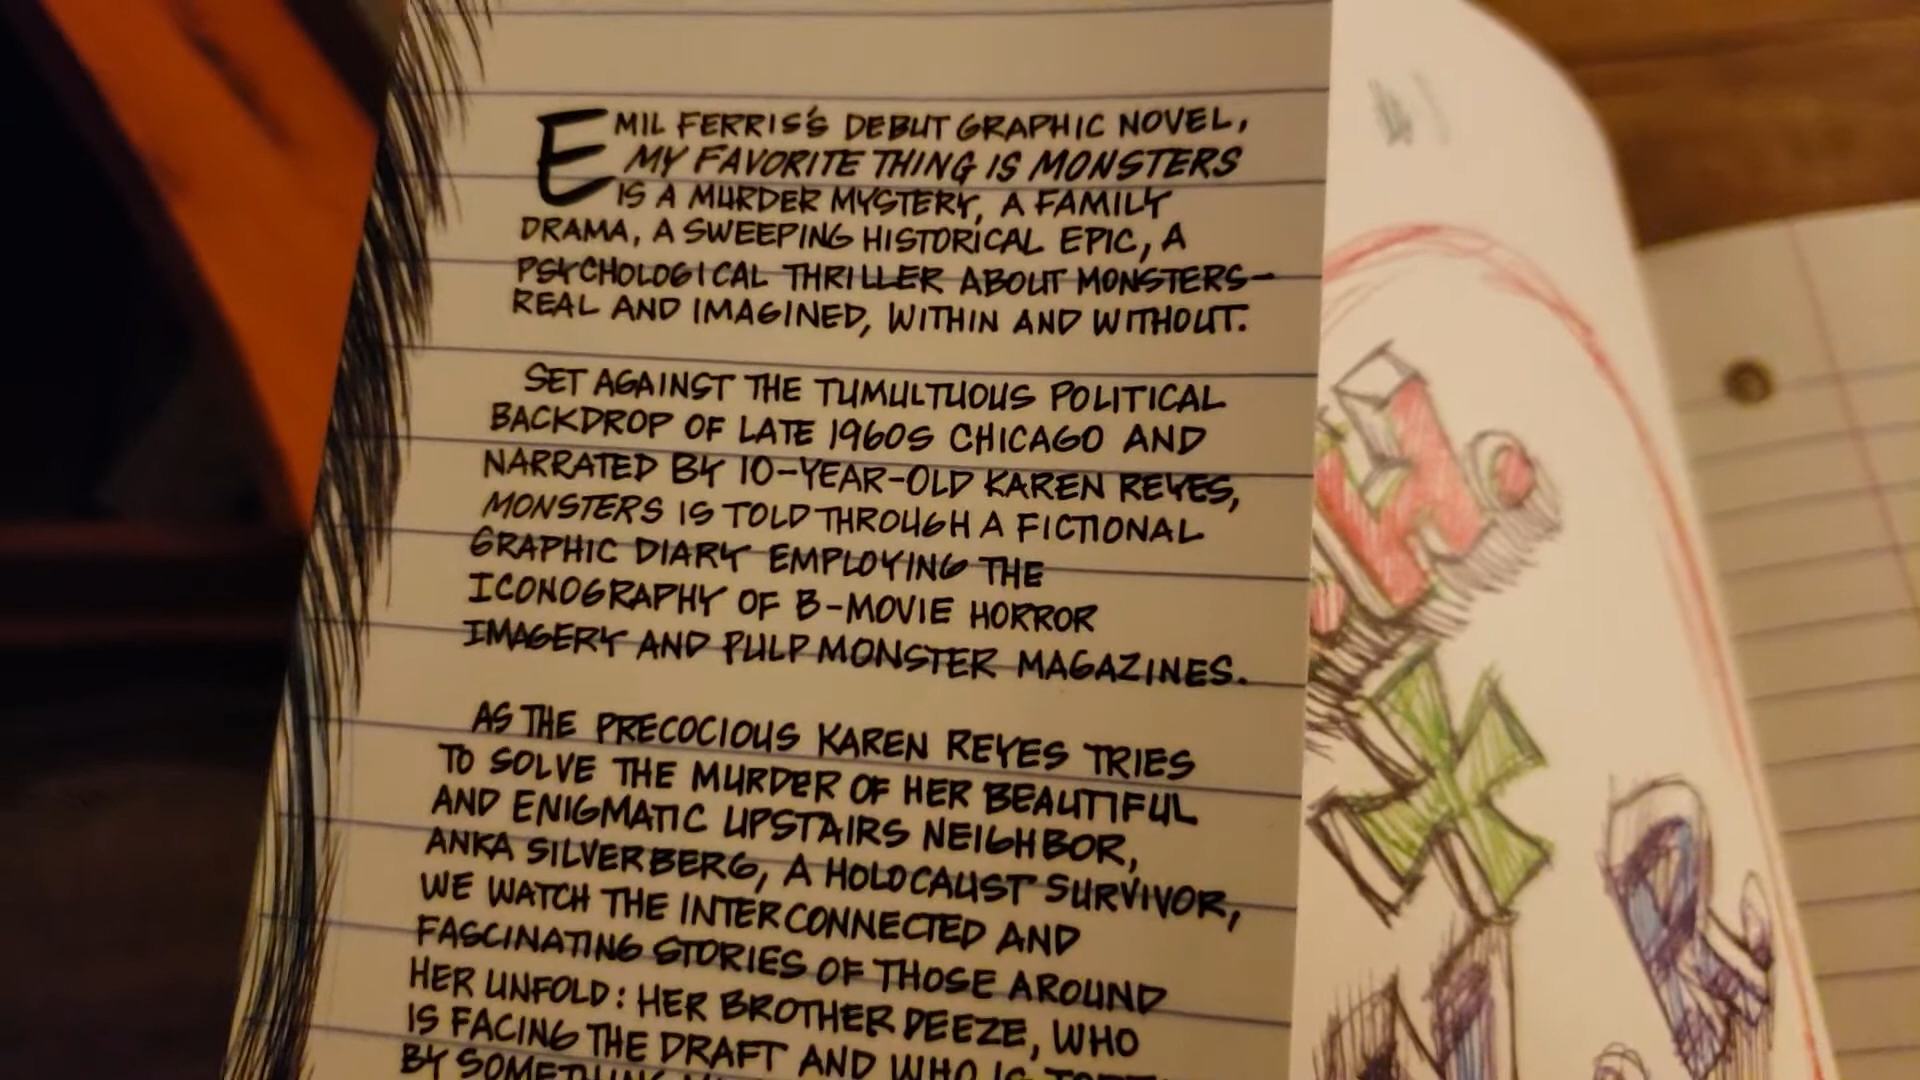 EMIL FERRIS'S DEBUT GRAPHIC NOVEL,
MY FAVORITE THING IS MONSTERS
IS A MURDER MYSTERY, A FAMILY
DRAMA, A SWEEPING HISTORICAL EPIC, A
PSYCHOLOGICAL THRILLER ABOUT MONSTERS—
REAL AND IMAGINED, WITHIN AND WITHOUT.
SET AGAINST THE TUMULTUOUS POLITICAL
BACKDROP OF LATE 1960S CHICAGO AND
NARRATED BY 10-YEAR-OLD KAREN REYES,
MONSTERS IS TOLD THROUGH A FICTIONAL
GRAPHIC DIARY EMPLOYING THE
ICONOGRAPHY OF B-MOVIE HORROR
IMAGERY AND PULP MONSTER MAGAZINES.
AS THE PRECOCIOUS KAREN REYES TRIES
TO SOLVE THE MURDER OF HER BEAUTIFUL
AND ENIGMATIC UPSTAIRS NEIGHBOR,
ANKA SILVERBERG, A HOLOCAUST SURVIVOR,
WE WATCH THE INTERCONNECTED AND
FASCINATING STORIES OF THOSE AROUND
HER UNFOLD: HER BROTHER DEEZE, WHO
IS FACING THE DRAFT AND WHO IS
BY SOMETHING